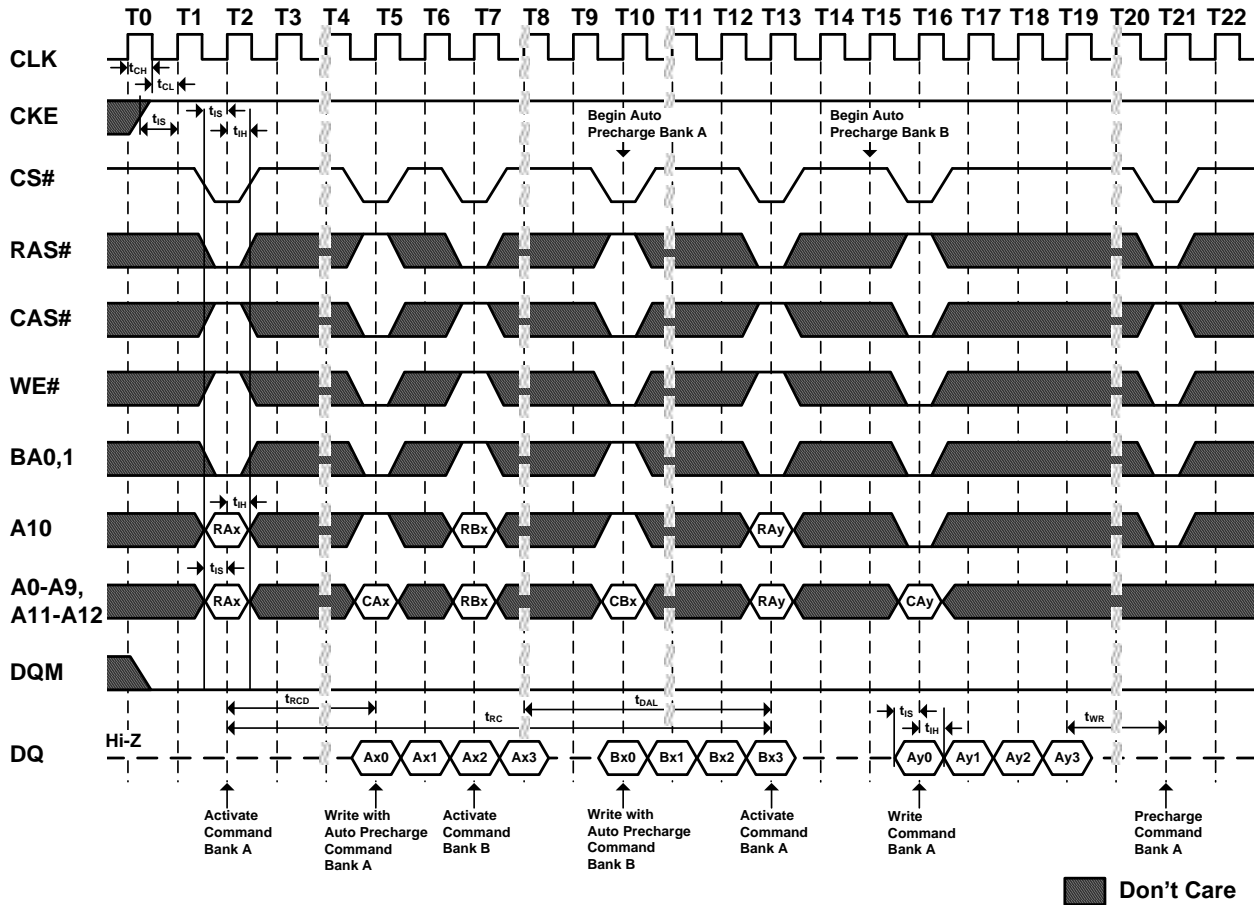 T0 T1 T2 T3 T4 T5 T6 T7 T8 T9 T10 T11 T12 T13 T14 T15 T16 T17 T18 T19 T20 T21 T22
CLK
tCH
tCL
CKE
tIS
tIS
tIH
Begin Auto
Precharge Bank A
Begin Auto
Precharge Bank B
CS#
RAS#
CAS#
WE#
BA0,1
tIH
A10
RAx RBx RAy
tIS
A0-A9,
A11-A12
RAx CAx RBx CBx RAy CAy
DQM
tRCD
tDAL
tRC
tIS
tIH
tWR
Hi-Z
DQ
Ax0 Ax1 Ax2 Ax3 Bx0 Bx1 Bx2 Bx3 Ay0 Ay1 Ay2 Ay3
Activate
Command
Bank A
Write with
Auto Precharge
Command
Bank A
Activate
Command
Bank B
Write with
Auto Precharge
Command
Bank B
Activate
Command
Bank A
Write
Command
Bank A
Precharge
Command
Bank A
Don't Care